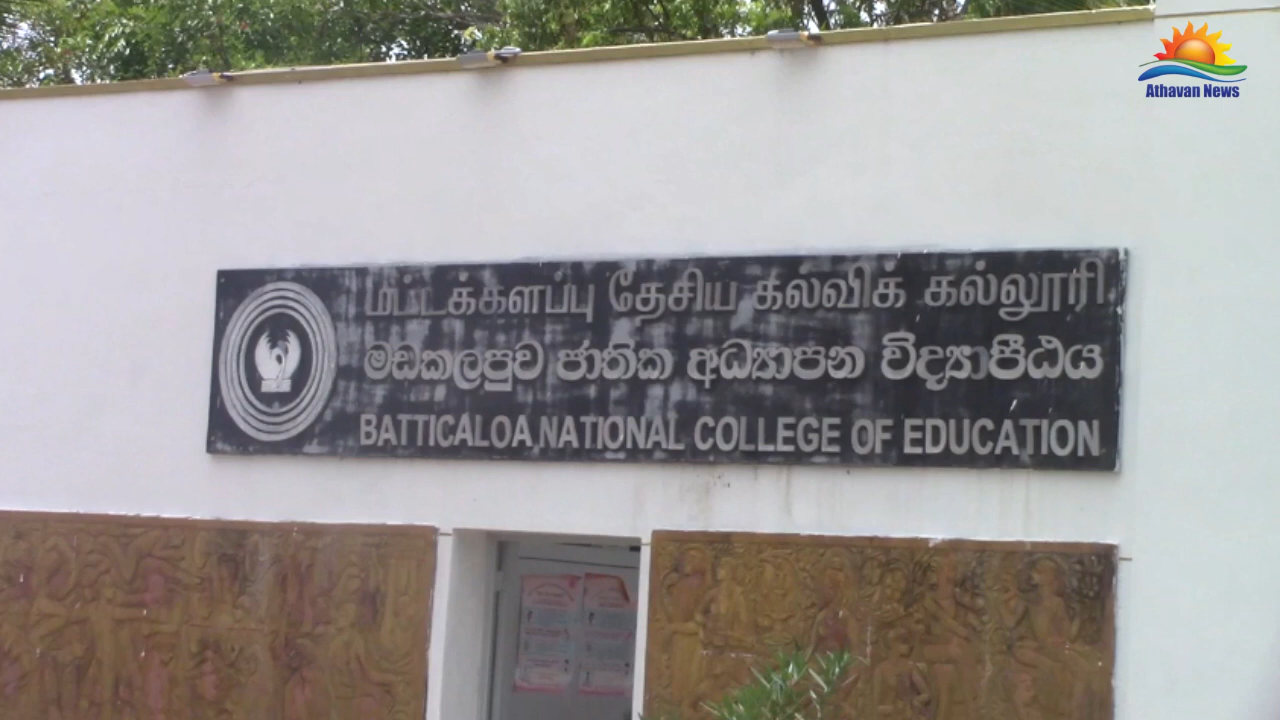 Athavan News
மட்டக்களப்பு தேசிய கல்விக் கல்லூரி
මඩකලපුව ජාතික අධ්‍යාපන විද්‍යාපීඨය
BATTICALOA NATIONAL COLLEGE OF EDUCATION